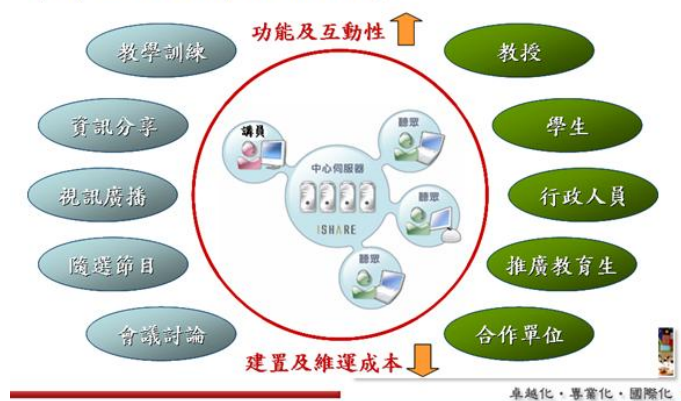 功能及互動性
教學訓練
教授
資訊分享
學生
視訊廣播
行政人員
隨選節目
推廣教育生
會議討論
合作單位
講員
聽眾
中心伺服器
聽眾
ISHARE
聽眾
建置及維運成本
卓越化・專業化・國際化